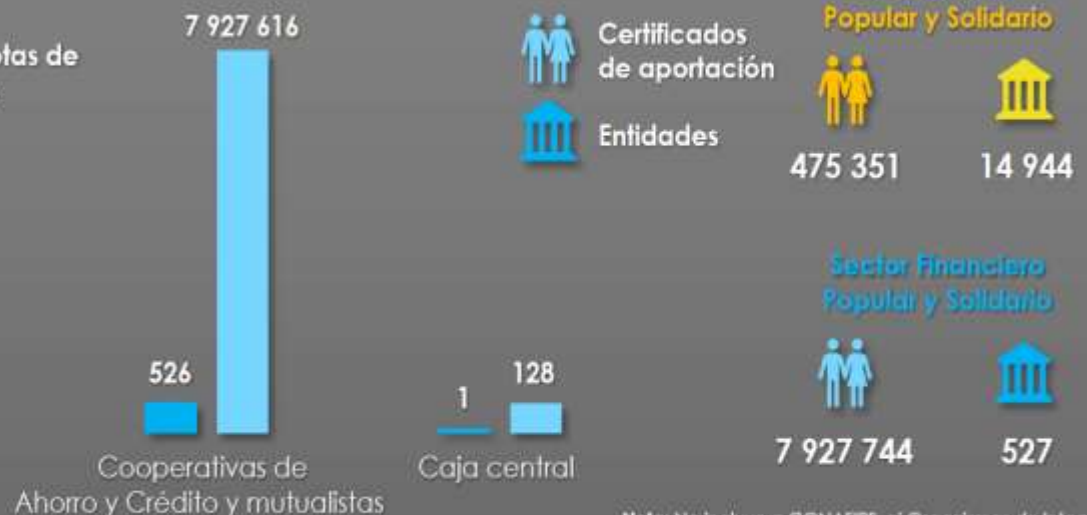 7 927 616
526
Cooperativas de
Ahorro y Crédito y mutualistas
1
128
Caja central
Certificados
de aportación
Entidades
Popular y Solidario
475 351
14 944
Sector Financiero
Popular y Solidario
7 927 744
527
de